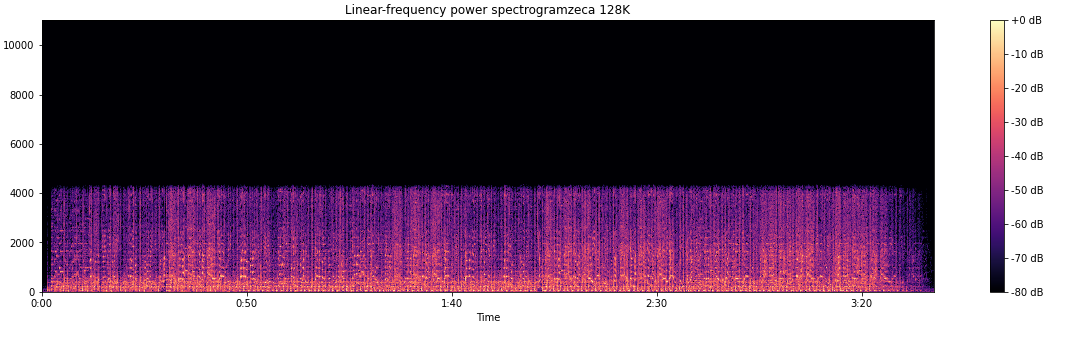 Linear-frequency power spectrogramzeca 128K
10000
8000
6000
4000
2000
0
0:00
0:50
1:40
2:30
3:20
Time
+0 dB
-10 dB
-20 dB
-30 dB
-40 dB
-50 dB
-60 dB
-70 dB
-80 dB